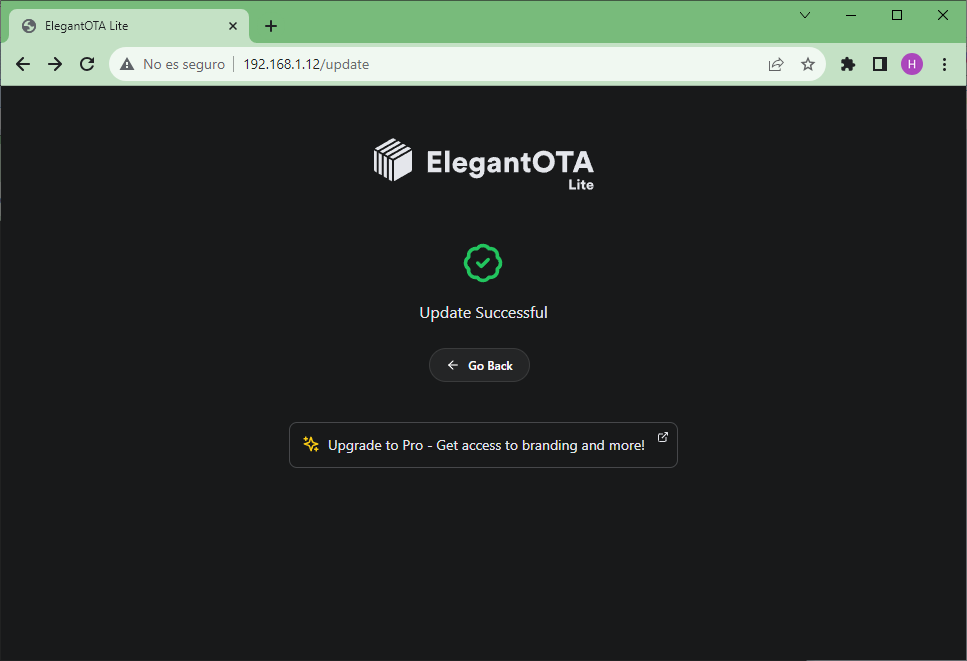 ElegantOTA Lite
No es seguro
192.168.1.12/update
H
ElegantOTA
Lite
Update Successful
Go Back
Upgrade to Pro - Get access to branding and more!